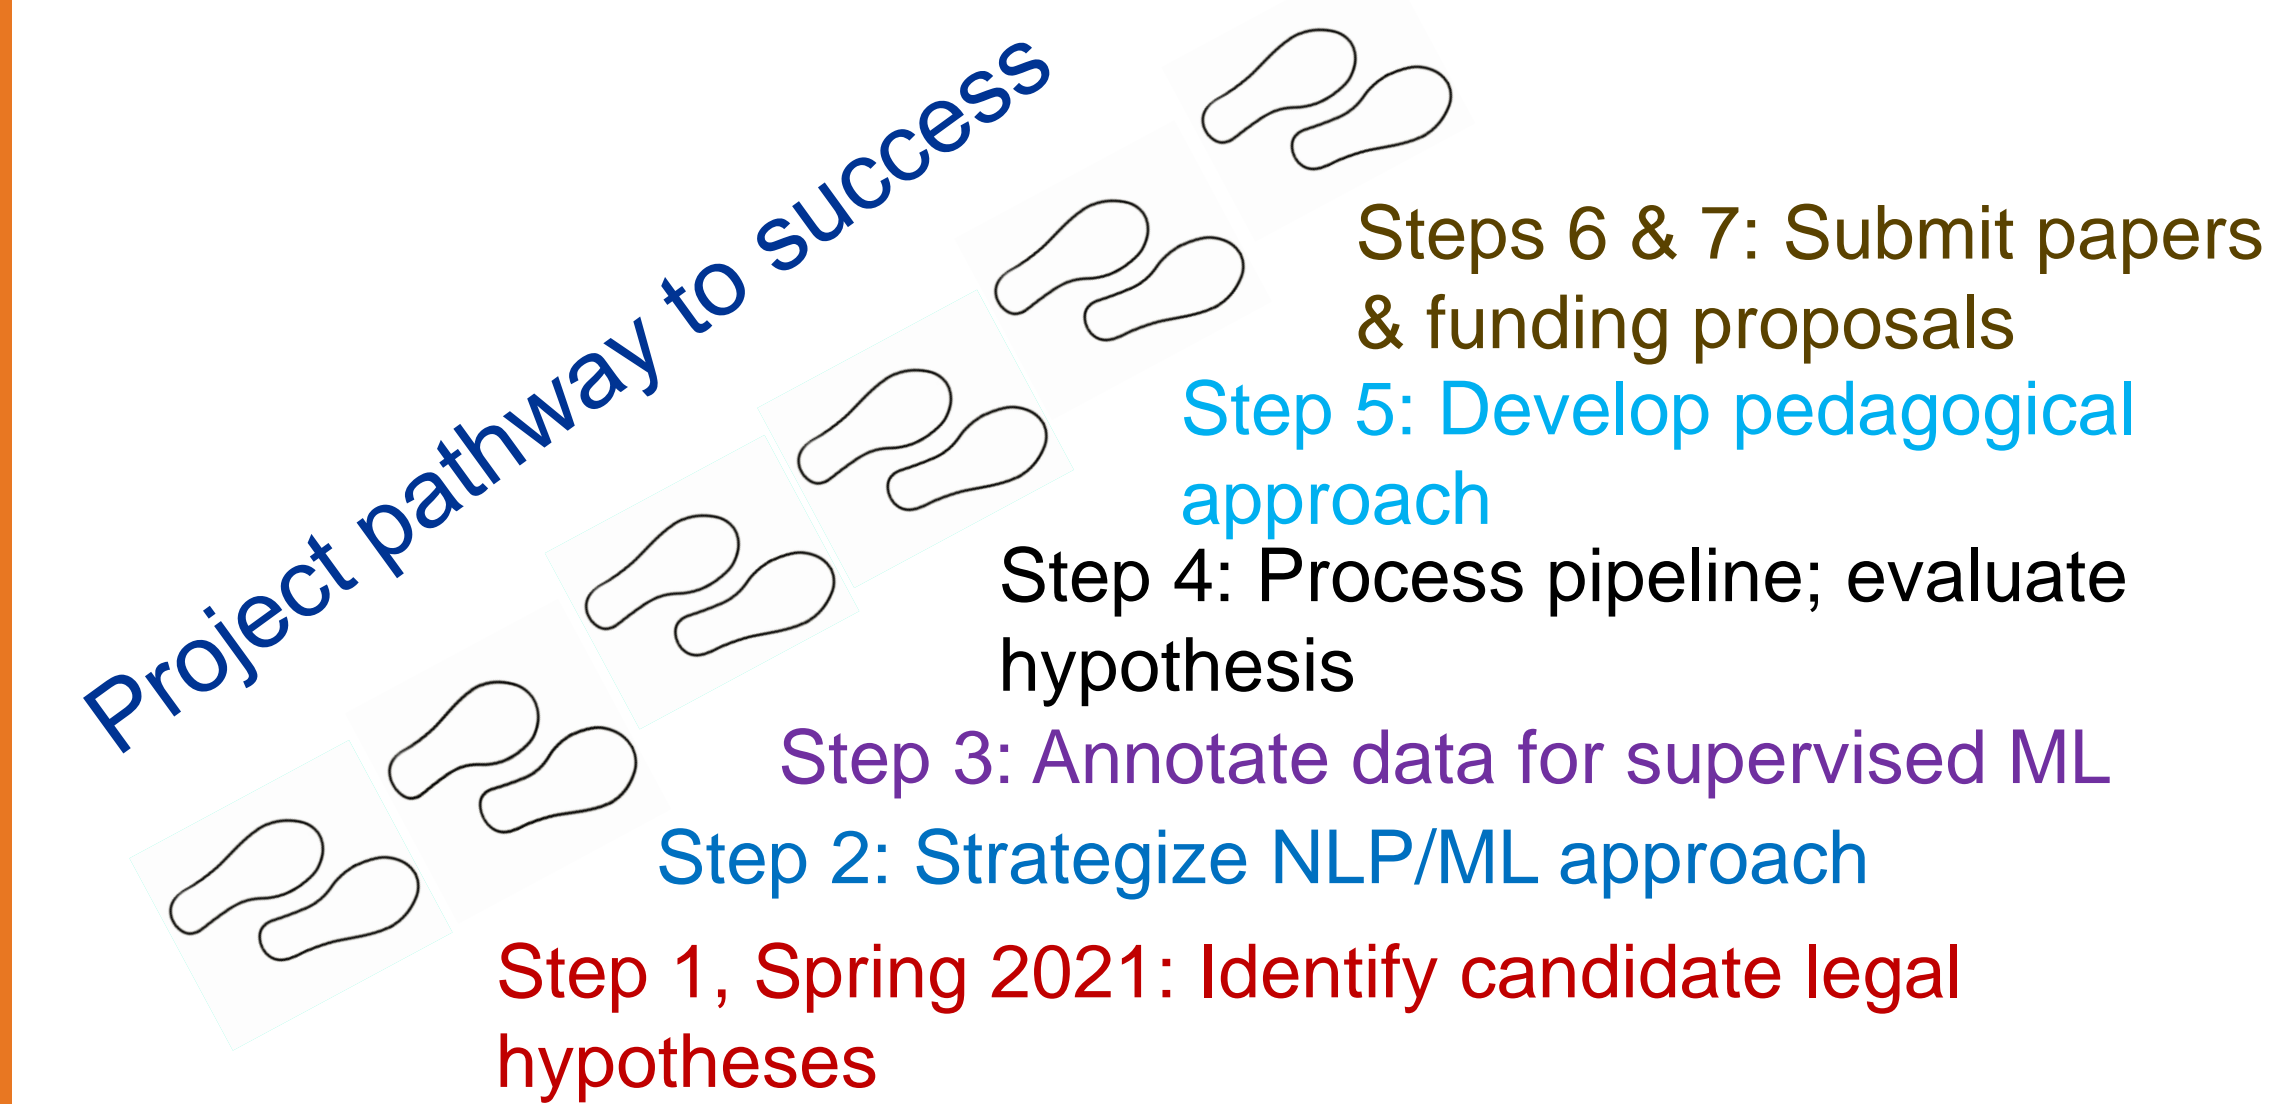 Project pathway to success
Steps 6 & 7: Submit papers
& funding proposals
Step 5: Develop pedagogical
approach
Step 4: Process pipeline; evaluate
hypothesis
Step 3: Annotate data for supervised ML
Step 2: Strategize NLP/ML approach
Step 1, Spring 2021: Identify candidate legal
hypotheses